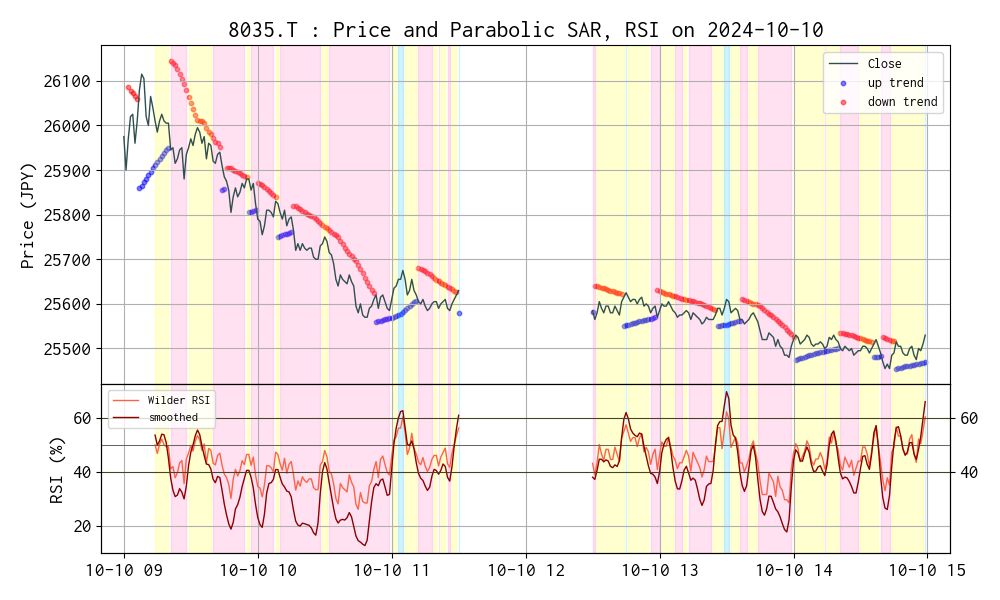 8035.T : Price and Parabolic SAR, RSI on 2024-10-10
Price (JPY)
26100
26000
25900
25800
25700
25600
25500
Close
up trend
down trend
RSI (%)
60
40
20
Wilder RSI
smoothed
60
40
10-10 09
10-10 10
10-10 11
10-10 12
10-10 13
10-10 14
10-10 15